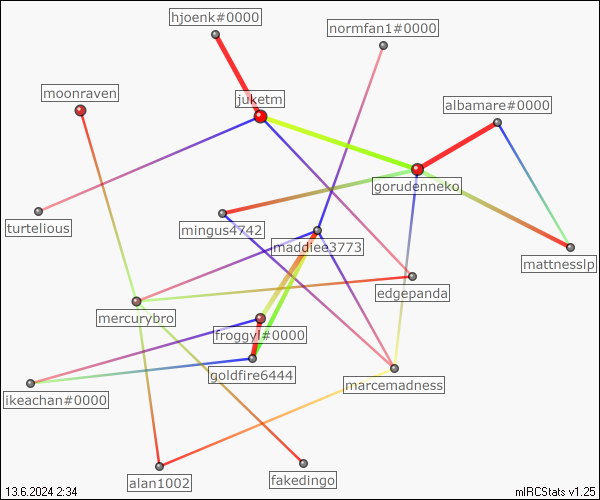 hjoenk#0000
normfan1#0000
moonraven
juketm
albamare#0000
gorudenneko
turtelious
mingus4742
maddiee3773
mattnesslp
edgepanda
mercurybro
froggyl#0000
goldfire6444
marcemadness
ikeachan#0000
alan1002
fakedingo
13.6.2024 2:34
mIRCStats v1.25